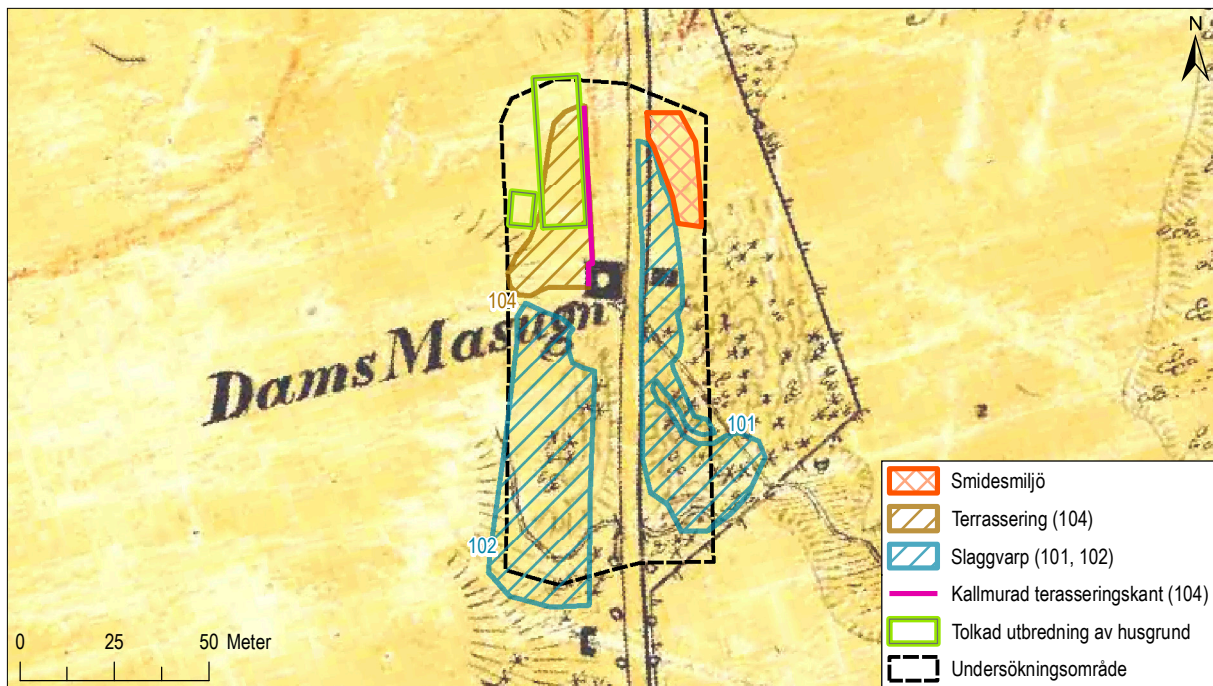 N
104
Dams Masugn
101
102
Smidesmiljö
Terrassering (104)
Slaggvarp (101, 102)
Kallmurad terasseringskant (104)
Tolkad utbredning av husgrund
Undersökningsområde
0 25 50 Meter